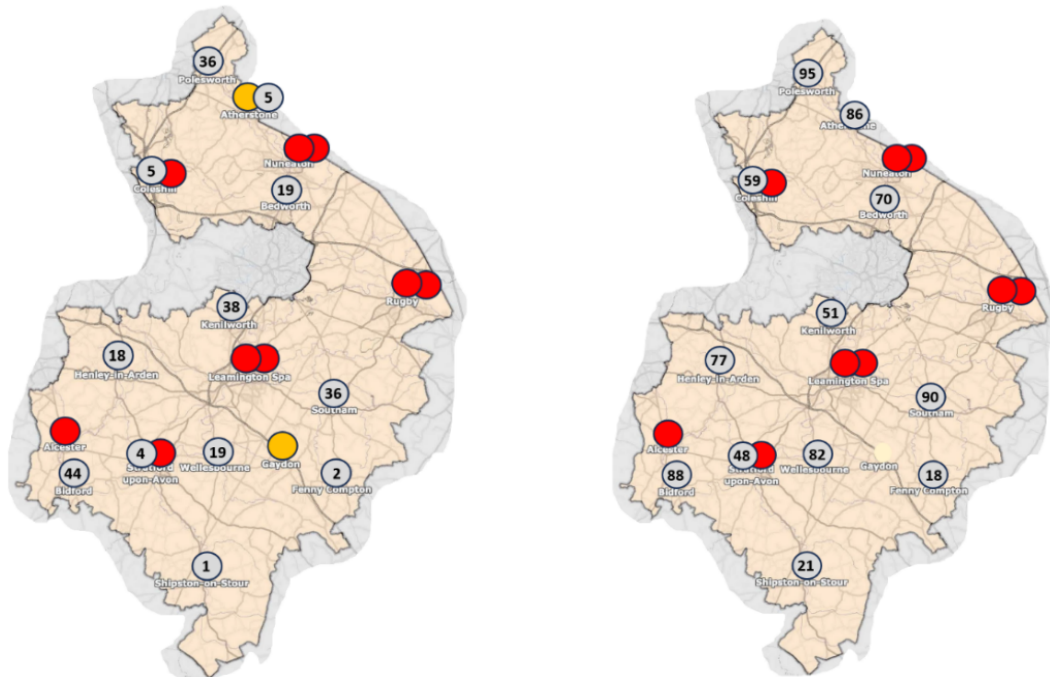 36
Polesworth
5
Atherstone
Nuneaton
5
Coleshill
19
Bedworth
Rugby
38
Kenilworth
18
Henley-in-Arden
Leamington Spa
36
Southam
Alcester
4
Stratford
upon-Avon
19
Wellesbourne
Gaydon
44
Bidford
2
Fenny Compton
1
Shipston-on-Stour
95
Polesworth
86
Atherstone
Nuneaton
59
Coleshill
70
Bedworth
Rugby
51
Kenilworth
77
Henley-in-Arden
Leamington Spa
90
Southam
Alcester
48
Stratford
upon-Avon
82
Wellesbourne
Gaydon
88
Bidford
18
Fenny Compton
21
Shipston-on-Stour